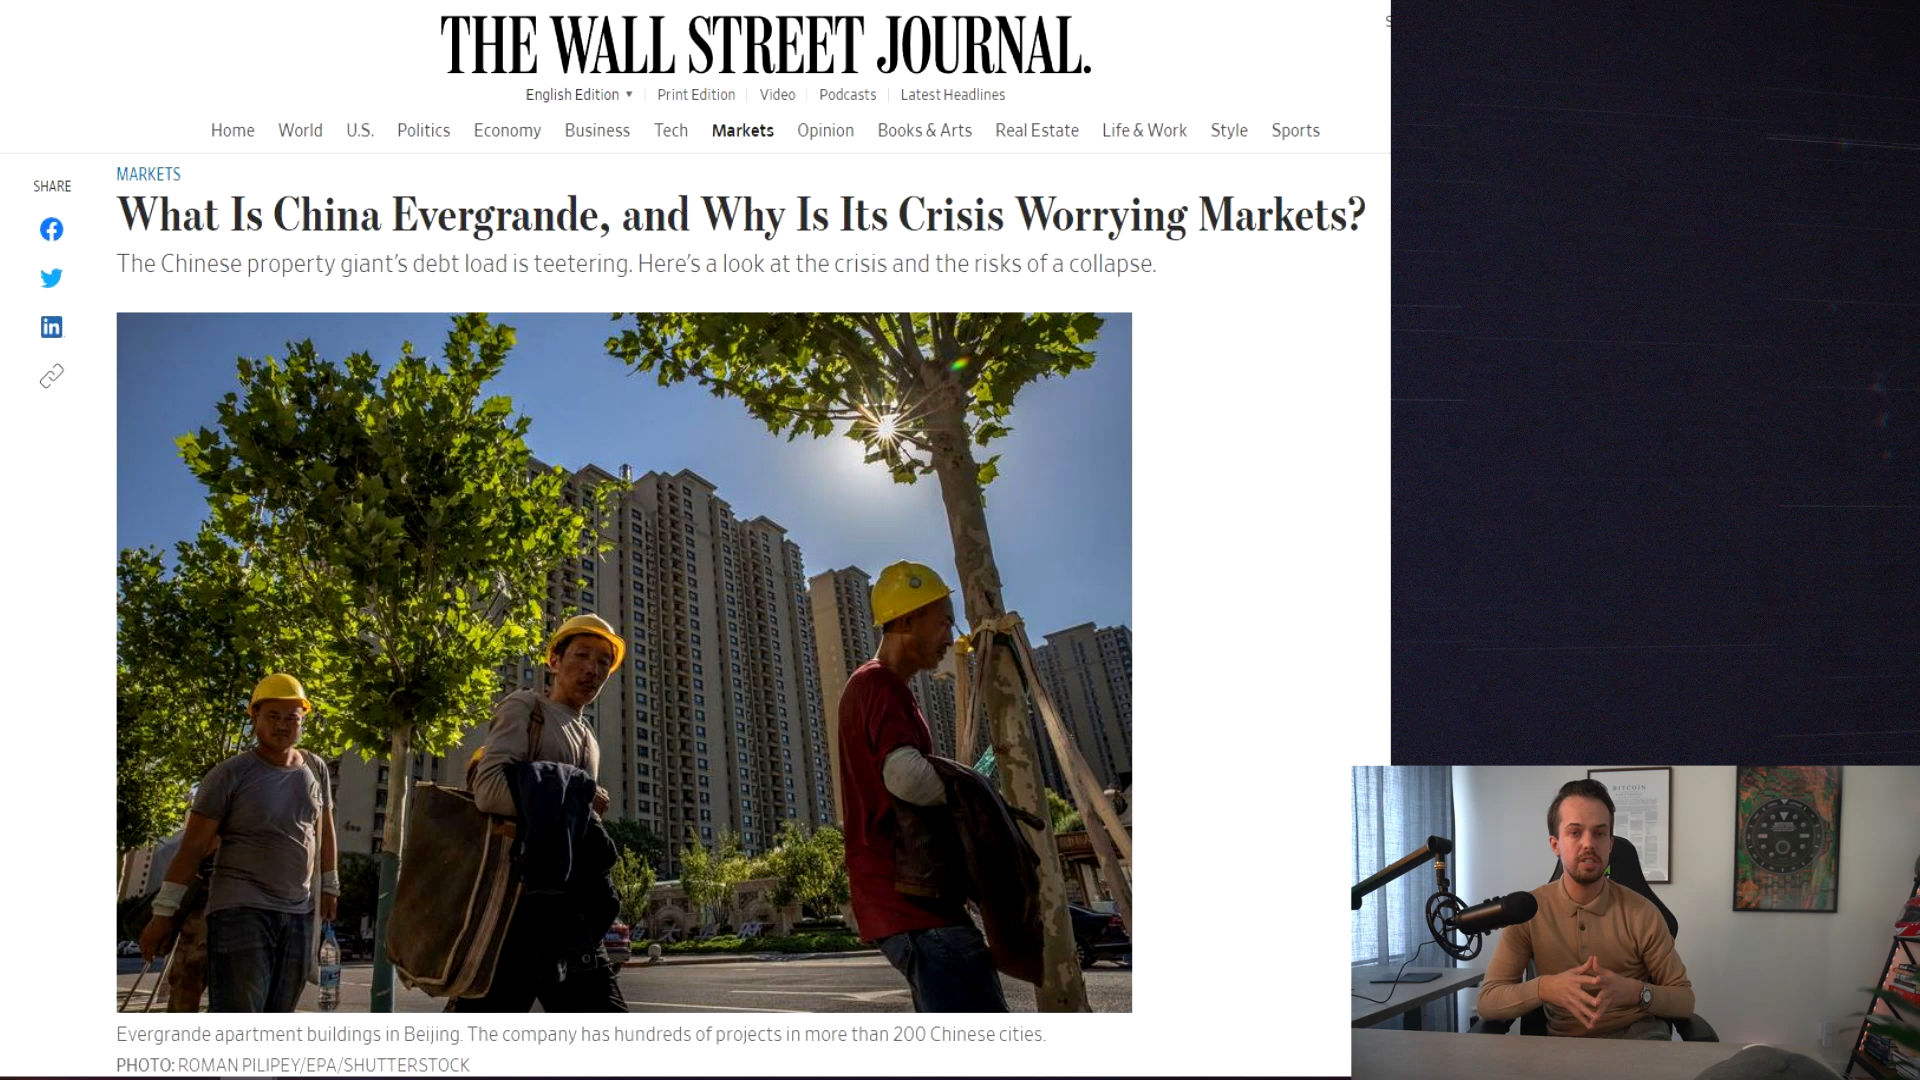 THE WALL STREET JOURNAL.
English Edition ▼ Print Edition Video Podcasts Latest Headlines
Home World U.S. Politics Economy Business Tech Markets Opinion Books & Arts Real Estate Life & Work Style Sports
MARKETS
SHARE
What Is China Evergrande, and Why Is Its Crisis Worrying Markets?
The Chinese property giant's debt load is teetering. Here's a look at the crisis and the risks of a collapse.
in
BITCOIN
Evergrande apartment buildings in Beijing. The company has hundreds of projects in more than 200 Chinese cities.
PHOTO: ROMAN PILIPEY/EPA/SHUTTERSTOCK